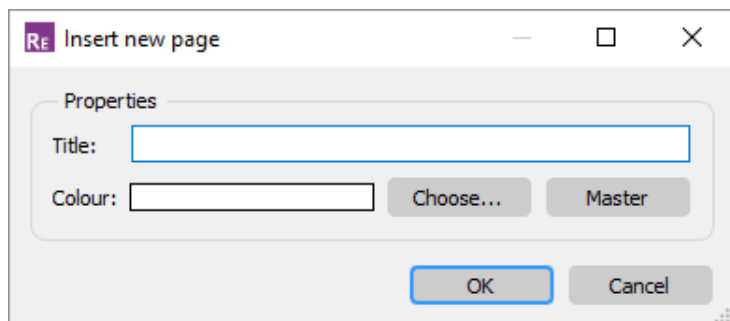 RE Insert new page
Properties
Title:
Colour: Choose... Master
OK Cancel